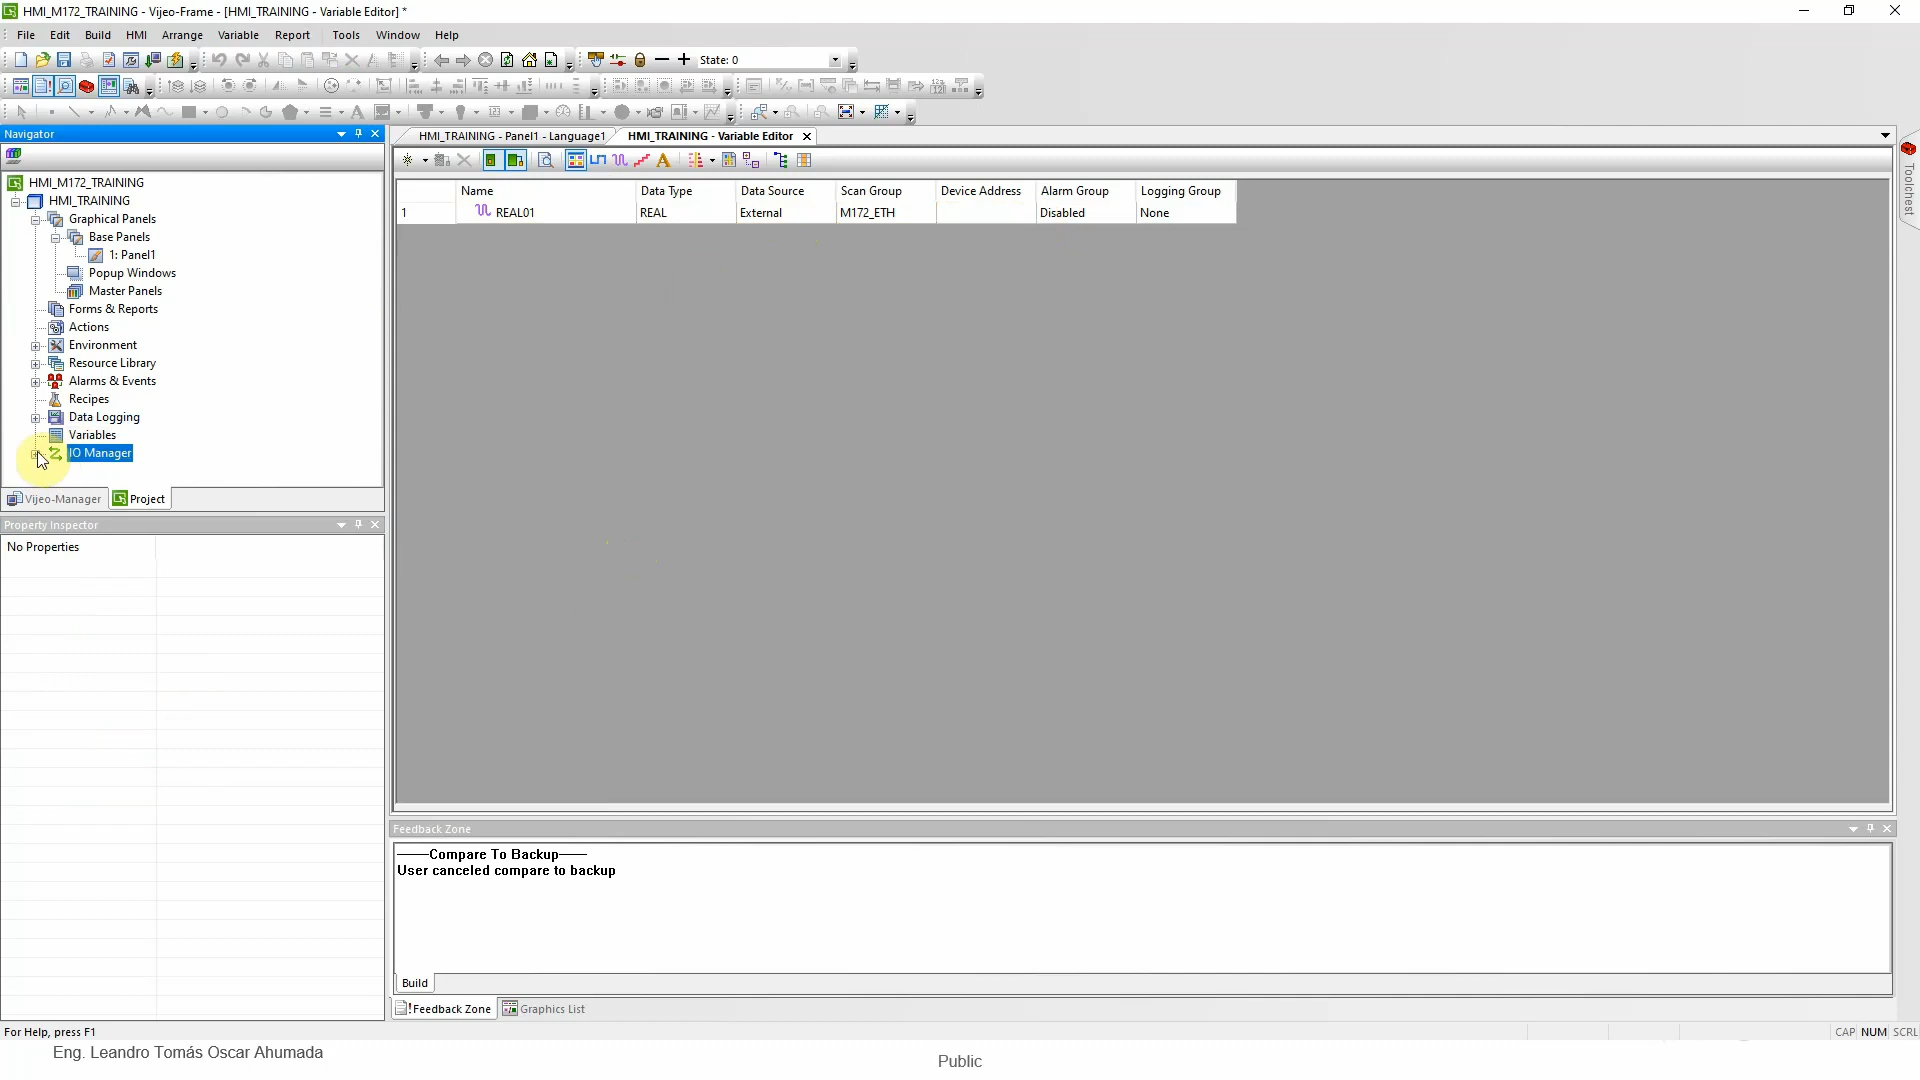 HMI_M172_TRAINING - Vijeo-Frame - [HMI_TRAINING - Variable Editor] *
File Edit Build HMI Arrange Variable Report Tools Window Help
State: 0
Navigator
HMI_TRAINING - Panel1 - Language1
HMI_TRAINING - Variable Editor
Toolchest
HMI_M172_TRAINING
HMI_TRAINING
Graphical Panels
Base Panels
1: Panel1
Popup Windows
Master Panels
Forms & Reports
Actions
Environment
Resource Library
Alarms & Events
Recipes
Data Logging
Variables
IO Manager
Vijeo-Manager Project
Name Data Type Data Source Scan Group Device Address Alarm Group Logging Group
1 REAL01 REAL External M172_ETH Disabled None
Property Inspector
No Properties
Feedback Zone
-------Compare To Backup------
User canceled compare to backup
Build
Feedback Zone Graphics List
For Help, press F1
CAP NUM SCRL
Eng. Leandro Tomás Oscar Ahumada
Public